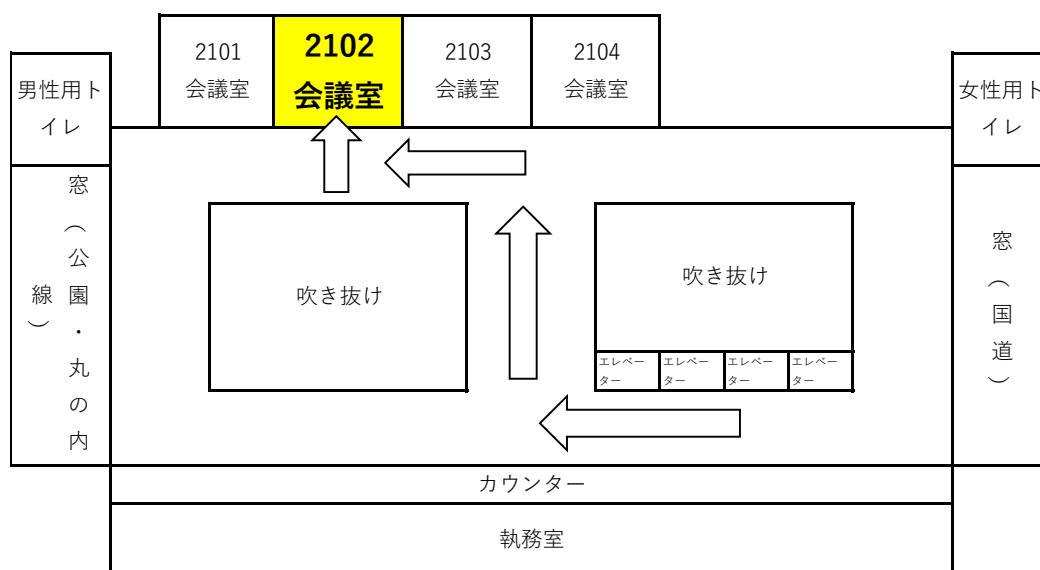 2101
会議室
2102
会議室
2103
会議室
2104
会議室
男性用ト
イレ
女性用ト
イレ
窓（公園・丸の内
線）
吹き抜け
吹き抜け
エレベー
ター
エレベー
ター
エレベー
ター
エレベー
ター
窓（国道）
カウンター
執務室